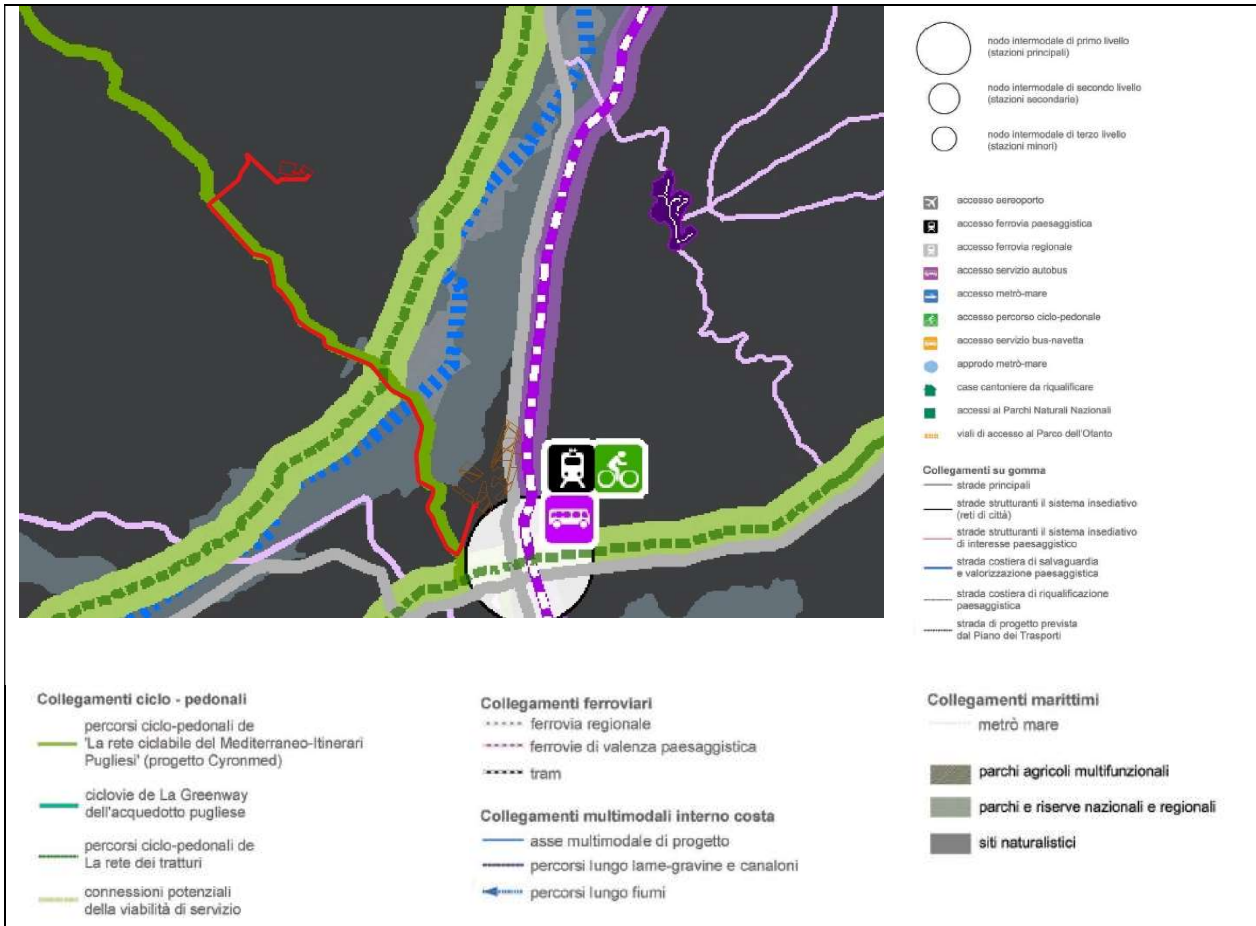 nodo intermodale di primo livello
(stazioni principali)
nodo intermodale di secondo livello
(stazioni secondarie)
nodo intermodale di terzo livello
(stazioni minori)
accesso aereoporto
accesso ferrovia paesaggistica
accesso ferrovia regionale
accesso servizio autbus
accesso metrò-mare
accesso percorso ciclo-pedonale
accesso servizio bus-navetta
approdo metrò-mare
case cantoniere da riqualificare
accessi ai Parchi Naturali Nazionali
viali di accesso al Parco dell'Ofanto
Collegamenti su gomma
strade principali
strade strutturanti il sistema insediativo
(reti di città)
strade strutturanti il sistema insediativo
di interesse paesaggistico
strada costiera di salvaguardia
e valorizzazione paesaggistica
strada costiera di riqualificazione
paesaggistica
strada di progetto prevista
dal Piano dei Trasporti
Collegamenti ciclo - pedonali
percorsi ciclo-pedonali de
'La rete ciclabile del Mediterraneo-Itinerari
Pugliesi' (progetto Cyronmed)
ciclovie de La Greenway
dell'acquedotto pugliese
percorsi ciclo-pedonali de
La rete dei tratturi
connessioni potenziali
della viabilità di servizio
Collegamenti ferroviari
ferrovia regionale
ferrovie di valenza paesaggistica
tram
Collegamenti multimodali interno costa
asse multimodale di progetto
percorsi lungo lame-gravine e canaloni
percorsi lungo fiumi
Collegamenti marittimi
metrò mare
parchi agricoli multifunzionali
parchi e riserve nazionali e regionali
siti naturalistici